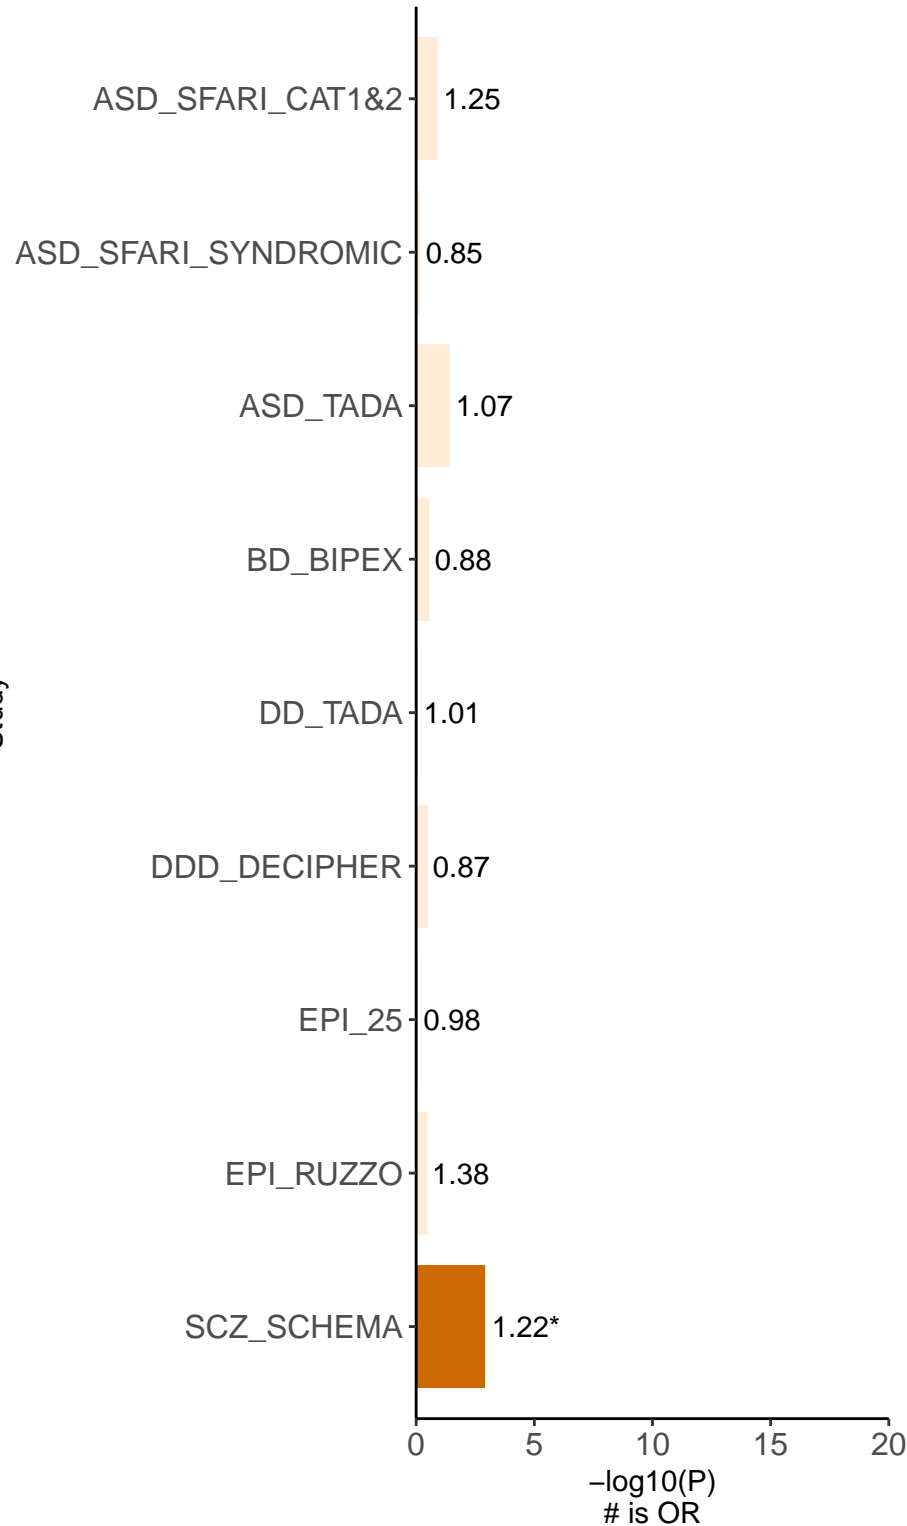 ASD_SFARI_CAT1&2 1.25
ASD_SFARI_SYNDROMIC 0.85
ASD_TADA 1.07
BD_BIPEX 0.88
DD_TADA 1.01
DDD_DECIPHER 0.87
EPI_25 0.98
EPI_RUZZO 1.38
SCZ_SCHEMA 1.22*
0 5 10 15 20
−log10(P)
# is OR